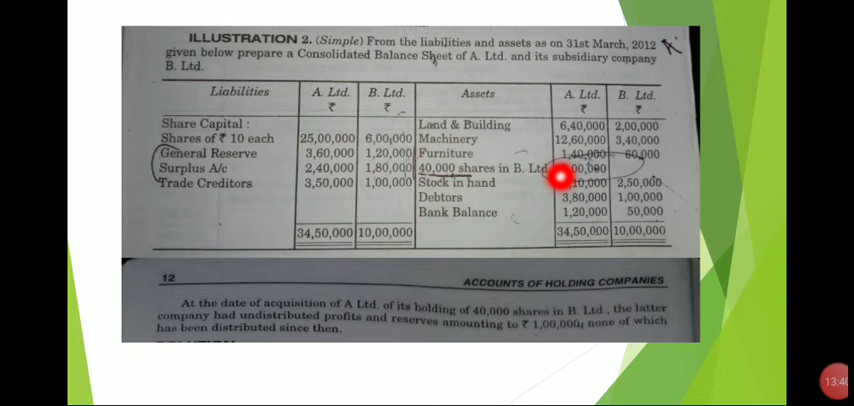 ILLUSTRATION 2. (Simple) From the liabilities and assets as on 31st March, 2012
given below prepare a Consolidated Balance Sheet of A. Ltd. and its subsidiary company
B. Ltd.
Liabilities A. Ltd. B. Ltd. Assets A. Ltd. B. Ltd.
₹ ₹ ₹ ₹
Share Capital : Land & Building 6,40,000 2,00,000
Shares of ₹ 10 each 25,00,000 6,00,000 Machinery 12,60,000 3,40,000
General Reserve 3,60,000 1,20,000 Furniture 1,40,000 60,000
Surplus A/c 2,40,000 1,80,000 40,000 shares in B. Ltd 00,000
Trade Creditors 3,50,000 1,00,000 Stock in hand 10,000 2,50,000
Debtors 3,80,000 1,00,000
Bank Balance 1,20,000 50,000
34,50,000 10,00,000 34,50,000 10,00,000
12 ACCOUNTS OF HOLDING COMPANIES
At the date of acquisition of A Ltd. of its holding of 40,000 shares in B. Ltd., the latter
company had undistributed profits and reserves amounting to ₹ 1,00,000; none of which
has been distributed since then.
13:40